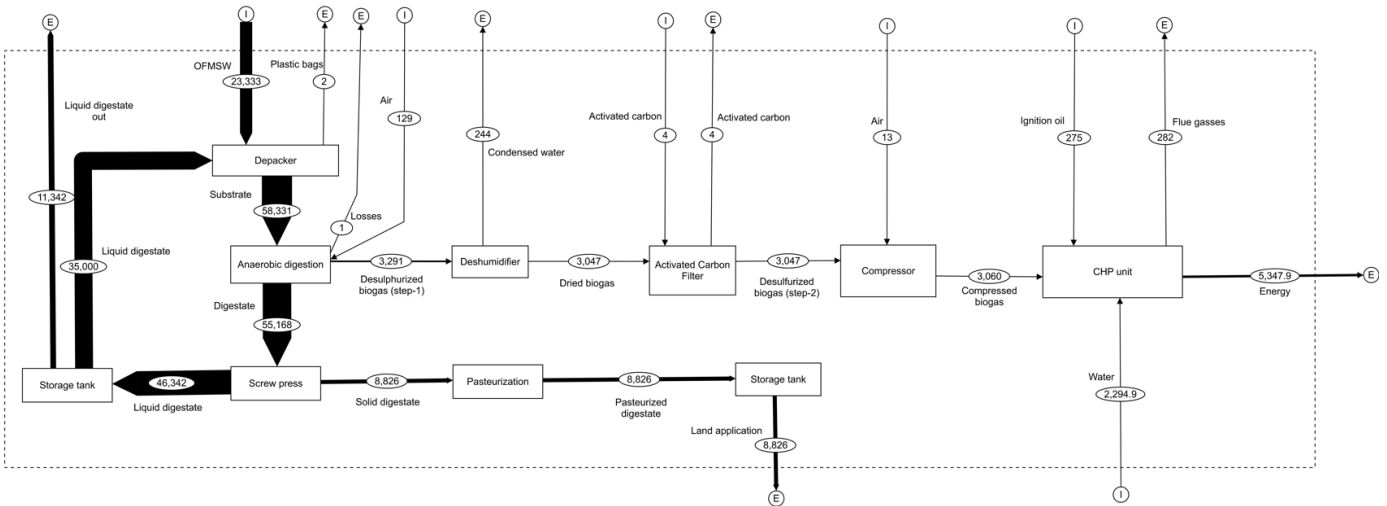 E
I
E
E
I
E
I
E
I
I
E
OFMSW
23,333
Plastic bags
2
Air
129
Liquid digestate
out
244
Condensed water
Activated carbon
4
Activated carbon
4
Air
13
Ignition oil
275
Flue gasses
282
Depacker
Substrate
58,331
11,342
Losses
1
Liquid digestate
35,000
Anaerobic digestion
3,291
Desulphurized
biogas (step-1)
Deshumidifier
3,047
Dried biogas
Activated Carbon
Filter
3,047
Desulfurized
biogas (step-2)
Compressor
3,060
Compressed
biogas
CHP unit
5,347.9
Energy
E
Digestate
55,168
Storage tank
46,342
Liquid digestate
Screw press
8,826
Solid digestate
Pasteurization
8,826
Pasteurized
digestate
Storage tank
Water
2,294.9
Land application
8,826
E
I